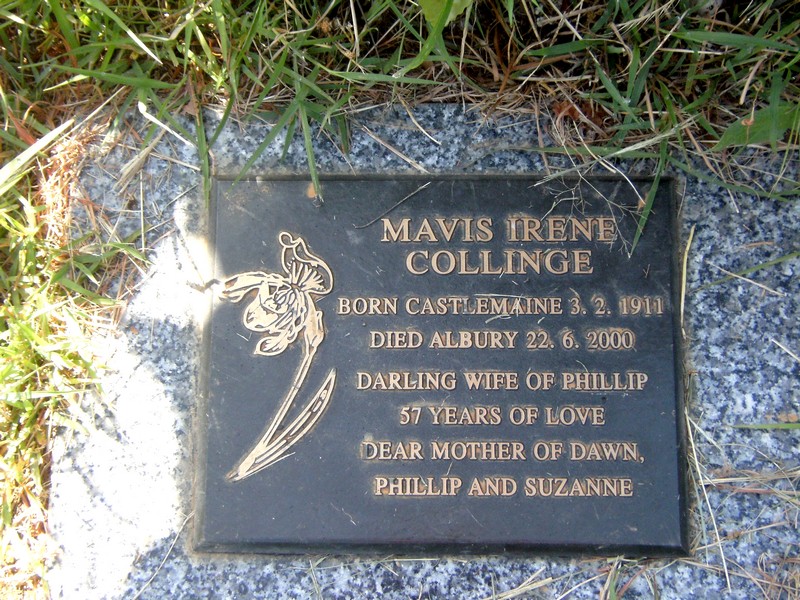 MAVIS IRENE
COLLINGE
BORN CASTLEMAINE 3. 2. 1911
DIED ALBURY 22. 6. 2000
DARLING WIFE OF PHILLIP
57 YEARS OF LOVE
DEAR MOTHER OF DAWN,
PHILLIP AND SUZANNE